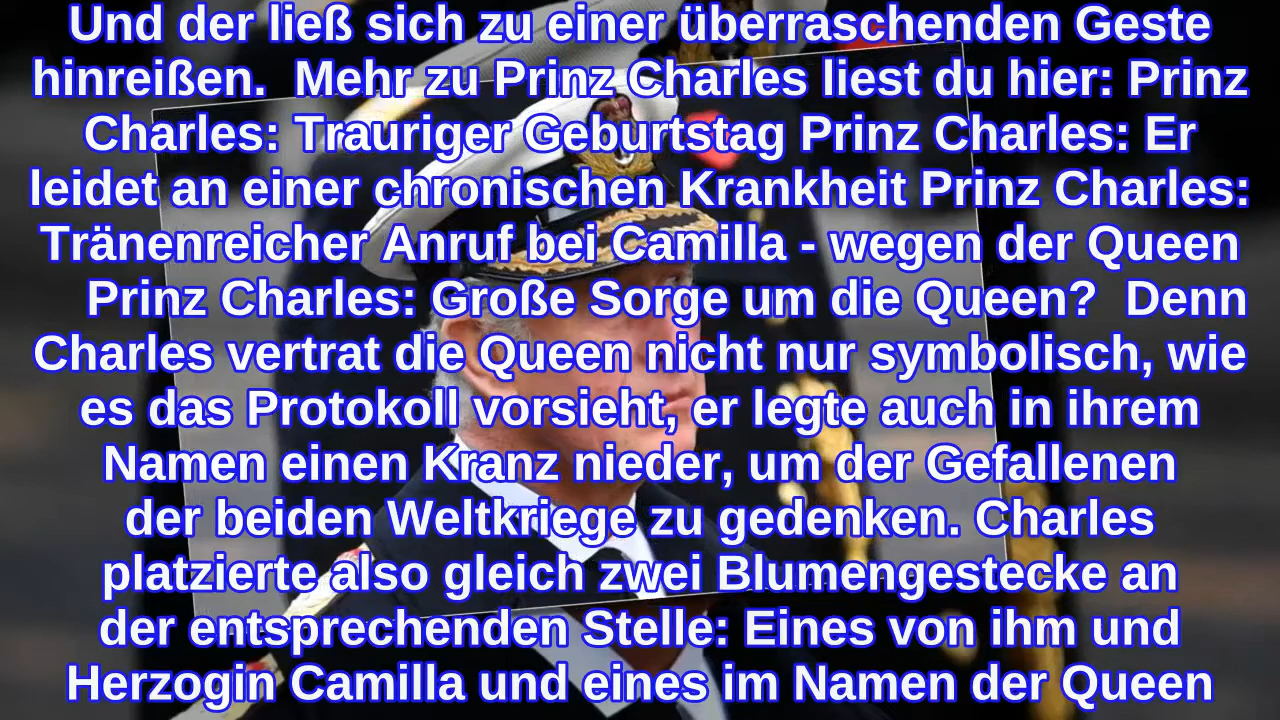 Und der ließ sich zu einer überraschenden Geste
hinreißen.  Mehr zu Prinz Charles liest du hier: Prinz
Charles: Trauriger Geburtstag Prinz Charles: Er
leidet an einer chronischen Krankheit Prinz Charles:
Tränenreicher Anruf bei Camilla - wegen der Queen
Prinz Charles: Große Sorge um die Queen?  Denn
Charles vertrat die Queen nicht nur symbolisch, wie
es das Protokoll vorsieht, er legte auch in ihrem
Namen einen Kranz nieder, um der Gefallenen
der beiden Weltkriege zu gedenken. Charles
platzierte also gleich zwei Blumengestecke an
der entsprechenden Stelle: Eines von ihm und
Herzogin Camilla und eines im Namen der Queen